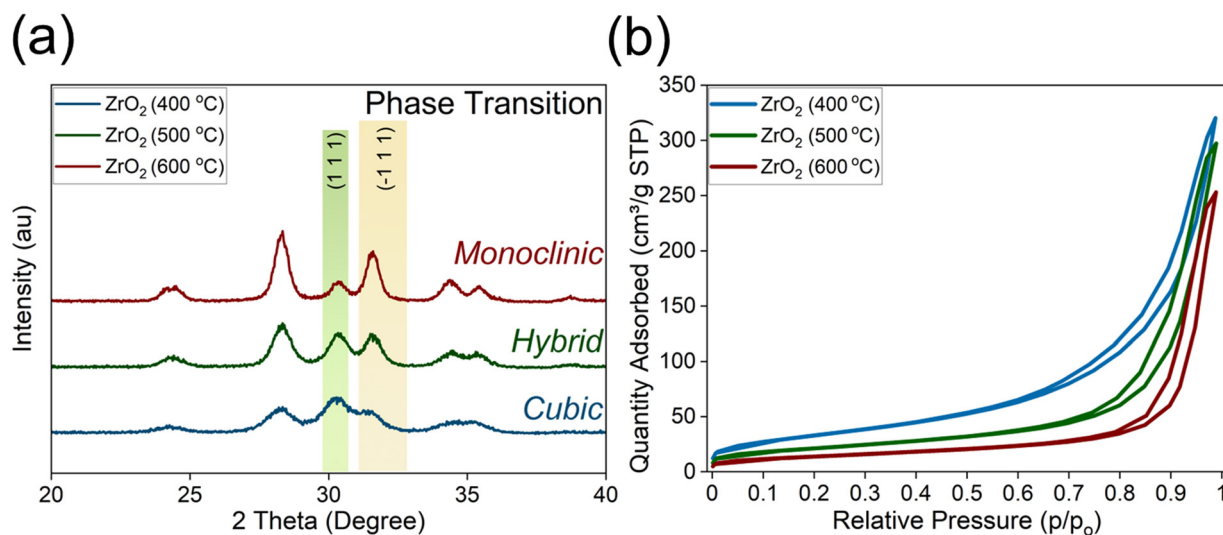 (a)
ZrO₂ (400 °C)
ZrO₂ (500 °C)
ZrO₂ (600 °C)
Phase Transition
(1 1 1)
(-1 1 1)
Monoclinic
Hybrid
Cubic
Intensity (au)
20 25 30 35 40
2 Theta (Degree)
(b)
ZrO₂ (400 °C)
ZrO₂ (500 °C)
ZrO₂ (600 °C)
Quantity Adsorbed (cm³/g STP)
350
300
250
200
150
100
50
0
0 0.1 0.2 0.3 0.4 0.5 0.6 0.7 0.8 0.9 1
Relative Pressure (p/pₒ)